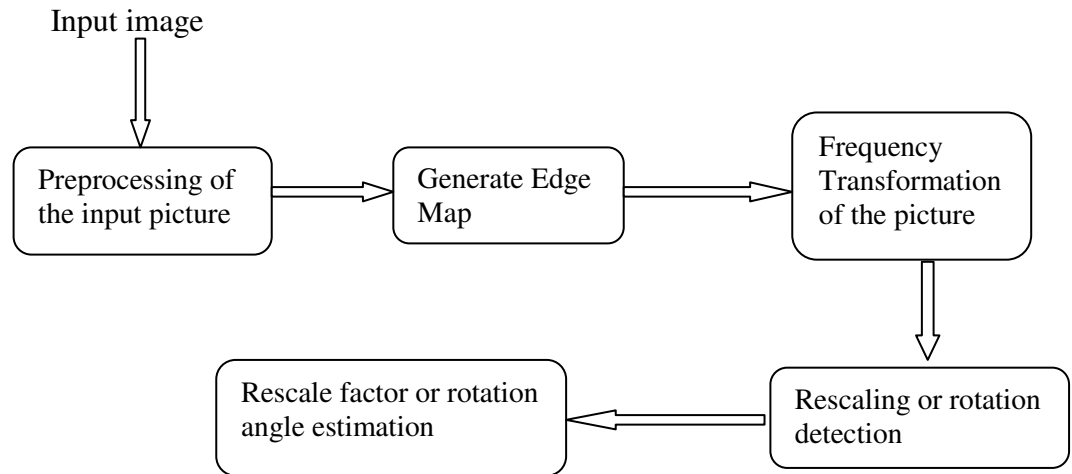 Input image
Preprocessing of
the input picture
Generate Edge
Map
Frequency
Transformation
of the picture
Rescaling or rotation
detection
Rescale factor or rotation
angle estimation